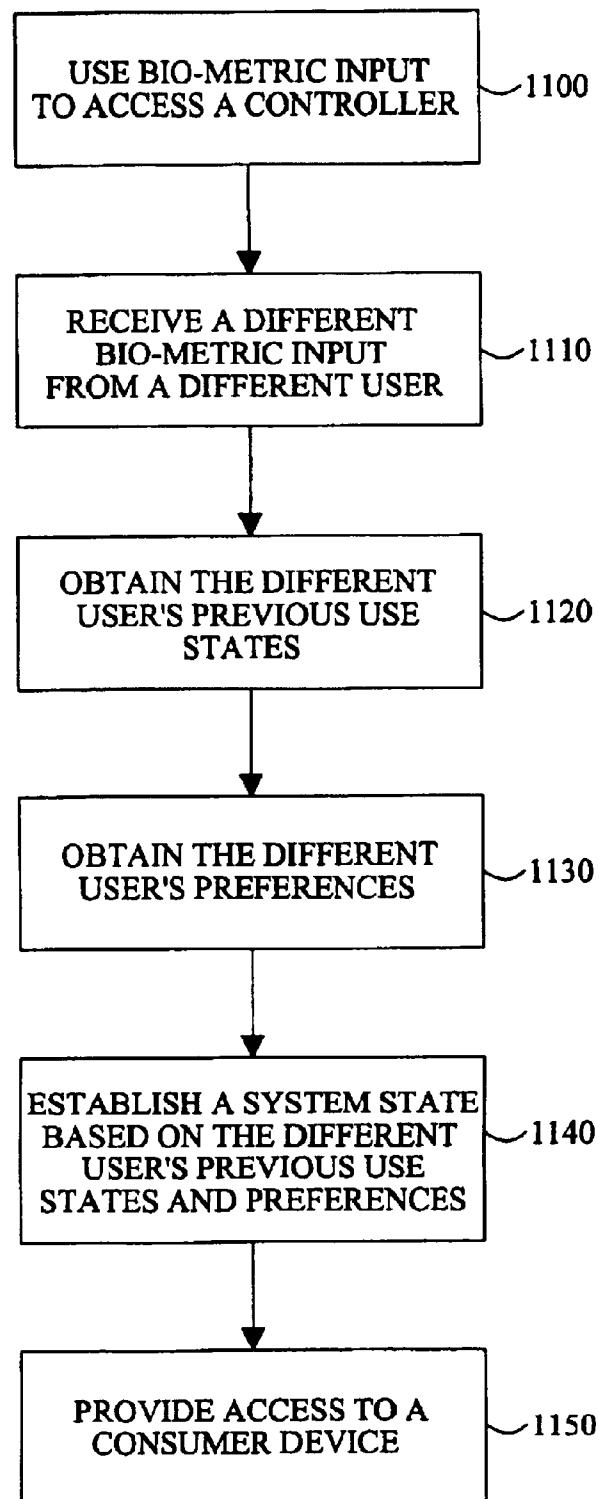 USE BIO-METRIC INPUT
TO ACCESS A CONTROLLER
1100
RECEIVE A DIFFERENT
BIO-METRIC INPUT
FROM A DIFFERENT USER
1110
OBTAIN THE DIFFERENT
USER'S PREVIOUS USE
STATES
1120
OBTAIN THE DIFFERENT
USER'S PREFERENCES
1130
ESTABLISH A SYSTEM STATE
BASED ON THE DIFFERENT
USER'S PREVIOUS USE
STATES AND PREFERENCES
1140
PROVIDE ACCESS TO A
CONSUMER DEVICE
1150